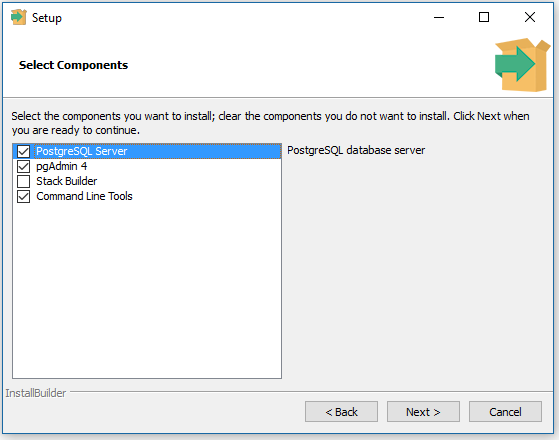 Setup
Select Components
Select the components you want to install; clear the components you do not want to install. Click Next when
you are ready to continue.
PostgreSQL Server
PostgreSQL database server
pgAdmin 4
Stack Builder
Command Line Tools
InstallBuilder
< Back
Next >
Cancel